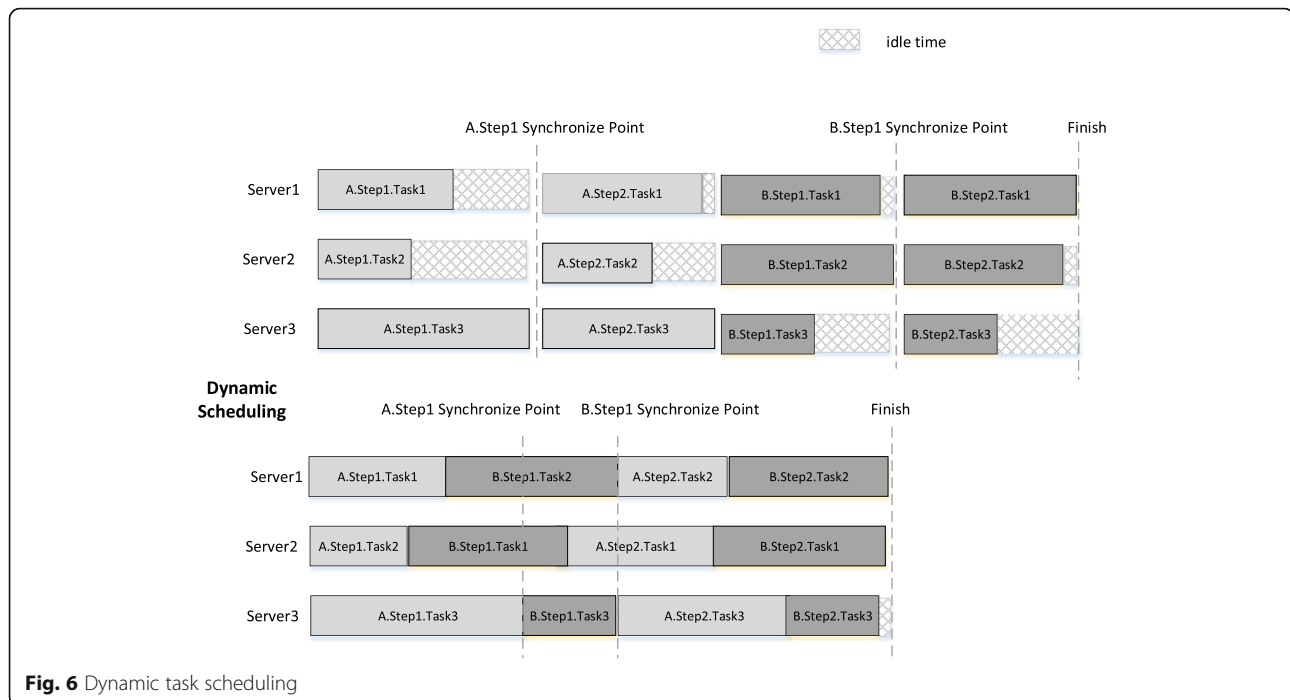 idle time
A.Step1 Synchronize Point B.Step1 Synchronize Point Finish
Server1 A.Step1.Task1 A.Step2.Task1 B.Step1.Task1 B.Step2.Task1
Server2 A.Step1.Task2 A.Step2.Task2 B.Step1.Task2 B.Step2.Task2
Server3 A.Step1.Task3 A.Step2.Task3 B.Step1.Task3 B.Step2.Task3
Dynamic
Scheduling
A.Step1 Synchronize Point B.Step1 Synchronize Point Finish
Server1 A.Step1.Task1 B.Step1.Task2 A.Step2.Task2 B.Step2.Task2
Server2 A.Step1.Task2 B.Step1.Task1 A.Step2.Task1 B.Step2.Task1
Server3 A.Step1.Task3 B.Step1.Task3 A.Step2.Task3 B.Step2.Task3
Fig. 6 Dynamic task scheduling